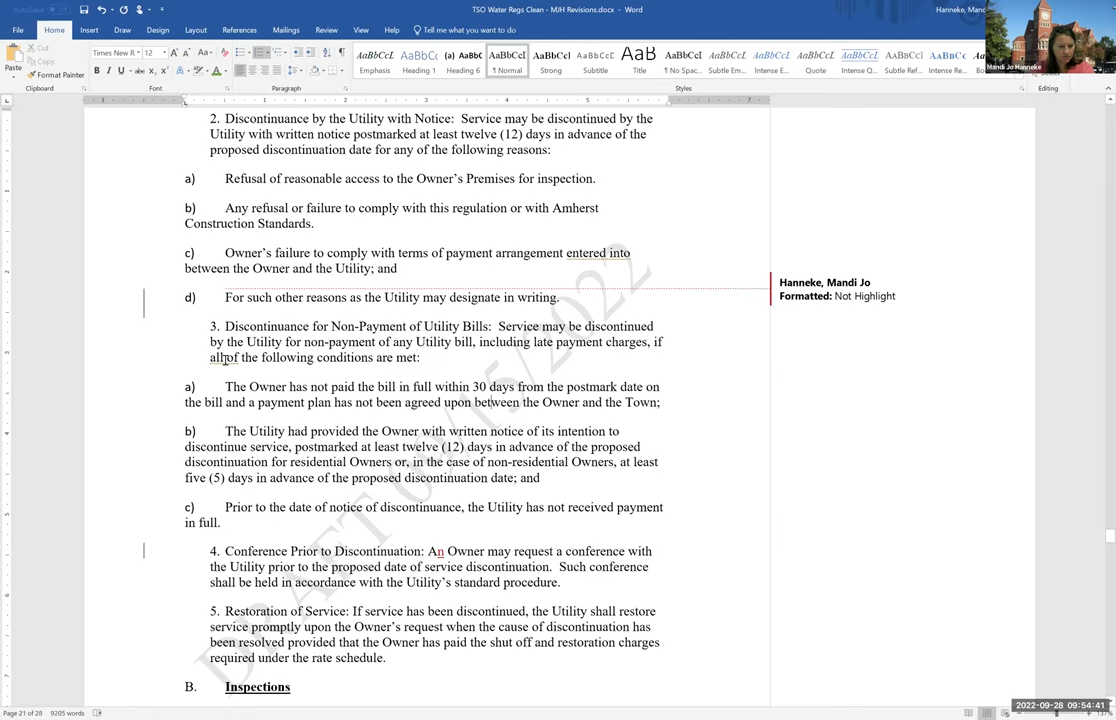 AutoSave
TSO Water Regs Clean - MJH Revisions.docx - Word
Hanneke, Mand
File Home Insert Draw Design Layout References Mailings Review View Help Tell me what you want to do
Paste
Cut
Copy
Format Painter
Times New R 12
Emphasis Heading 1 Heading 6 ¶ Normal Strong Subtitle Title ¶ No Spac... Subtle Em... Intense E... Quote Intense Q... Subtle Ref... Intense Re...
Clipboard Font Paragraph Styles Editing
Mandi Jo Hanneke
2. Discontinuance by the Utility with Notice: Service may be discontinued by the
Utility with written notice postmarked at least twelve (12) days in advance of the
proposed discontinuation date for any of the following reasons:
a) Refusal of reasonable access to the Owner's Premises for inspection.
b) Any refusal or failure to comply with this regulation or with Amherst
Construction Standards.
c) Owner's failure to comply with terms of payment arrangement entered into
between the Owner and the Utility; and
d) For such other reasons as the Utility may designate in writing.
Hanneke, Mandi Jo
Formatted: Not Highlight
3. Discontinuance for Non-Payment of Utility Bills: Service may be discontinued
by the Utility for non-payment of any Utility bill, including late payment charges, if
all of the following conditions are met:
a) The Owner has not paid the bill in full within 30 days from the postmark date on
the bill and a payment plan has not been agreed upon between the Owner and the Town;
b) The Utility had provided the Owner with written notice of its intention to
discontinue service, postmarked at least twelve (12) days in advance of the proposed
discontinuation for residential Owners or, in the case of non-residential Owners, at least
five (5) days in advance of the proposed discontinuation date; and
c) Prior to the date of notice of discontinuance, the Utility has not received payment
in full.
4. Conference Prior to Discontinuation: An Owner may request a conference with
the Utility prior to the proposed date of service discontinuation. Such conference
shall be held in accordance with the Utility's standard procedure.
5. Restoration of Service: If service has been discontinued, the Utility shall restore
service promptly upon the Owner's request when the cause of discontinuation has
been resolved provided that the Owner has paid the shut off and restoration charges
required under the rate schedule.
B. Inspections
DRAFT 09/15/2022
Page 21 of 28 9205 words
2022-09-28 09:54:41